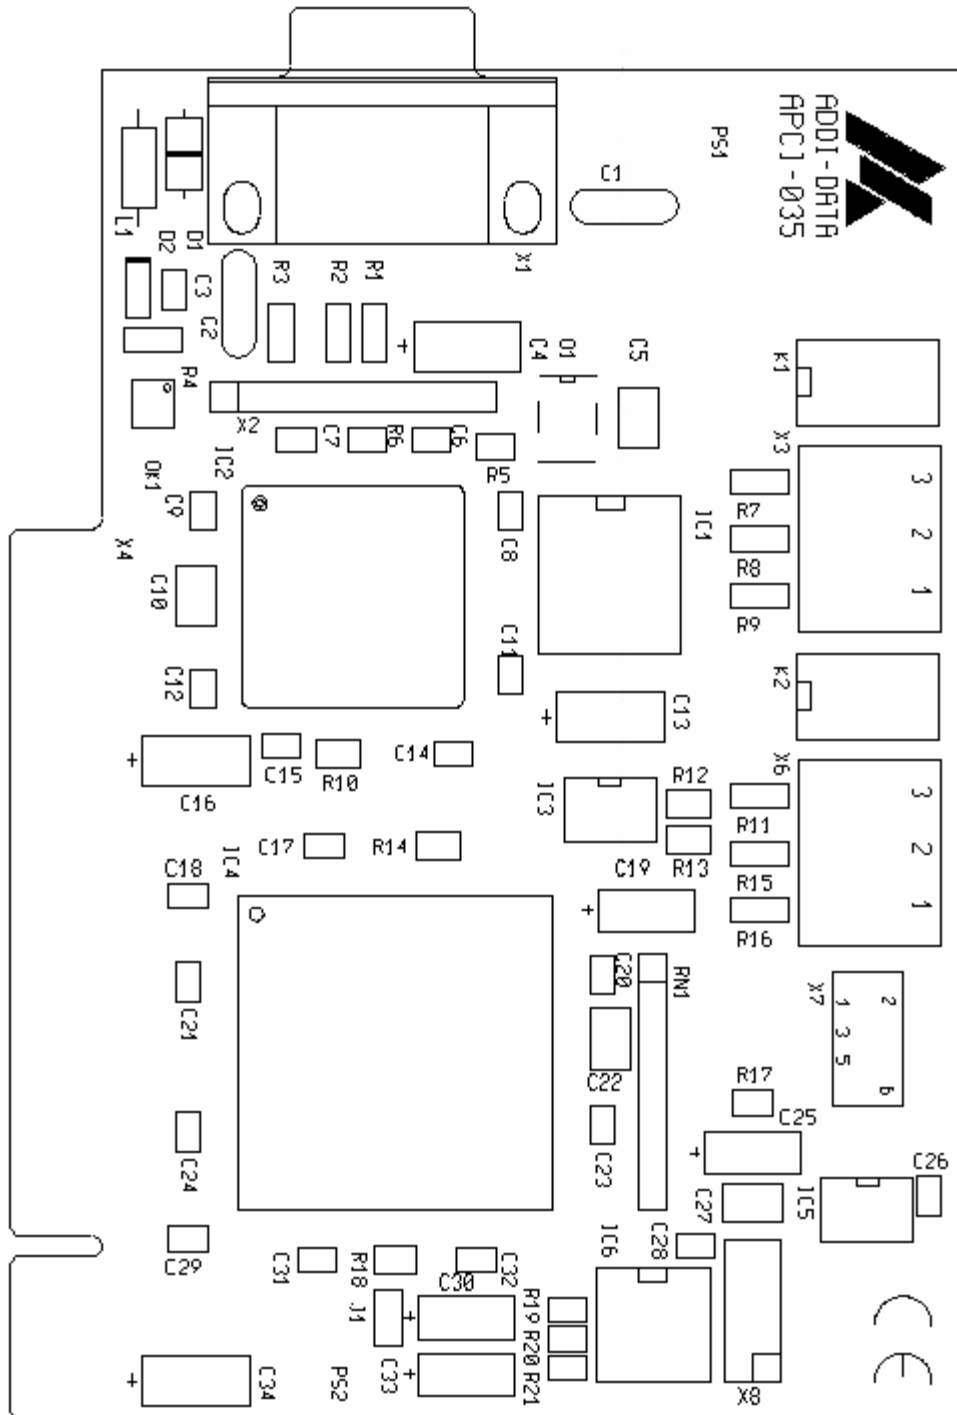 ADDI-DATA
APCI-035
PS1
C1
X1
L1
D2
D1
C3
C2
R3
R2
R1
C4
Q1
C5
K1
R4
X2
C7
R6
C6
R5
X3
3
2
1
OK1
IC2
C9
C8
IC1
R7
R8
R9
X4
C10
C11
C12
C13
K2
C16
C15
R10
C14
IC3
R12
R13
X6
3
2
1
R11
R15
R16
C18
IC4
C17
R14
C19
C20
RN1
X7
1
2
3
5
6
C21
C22
R17
C25
C24
C23
C26
IC5
C27
C28
IC6
C29
C31
R18
C30
C32
J1
R19
R20
R21
C34
PS2
C33
X8
CE